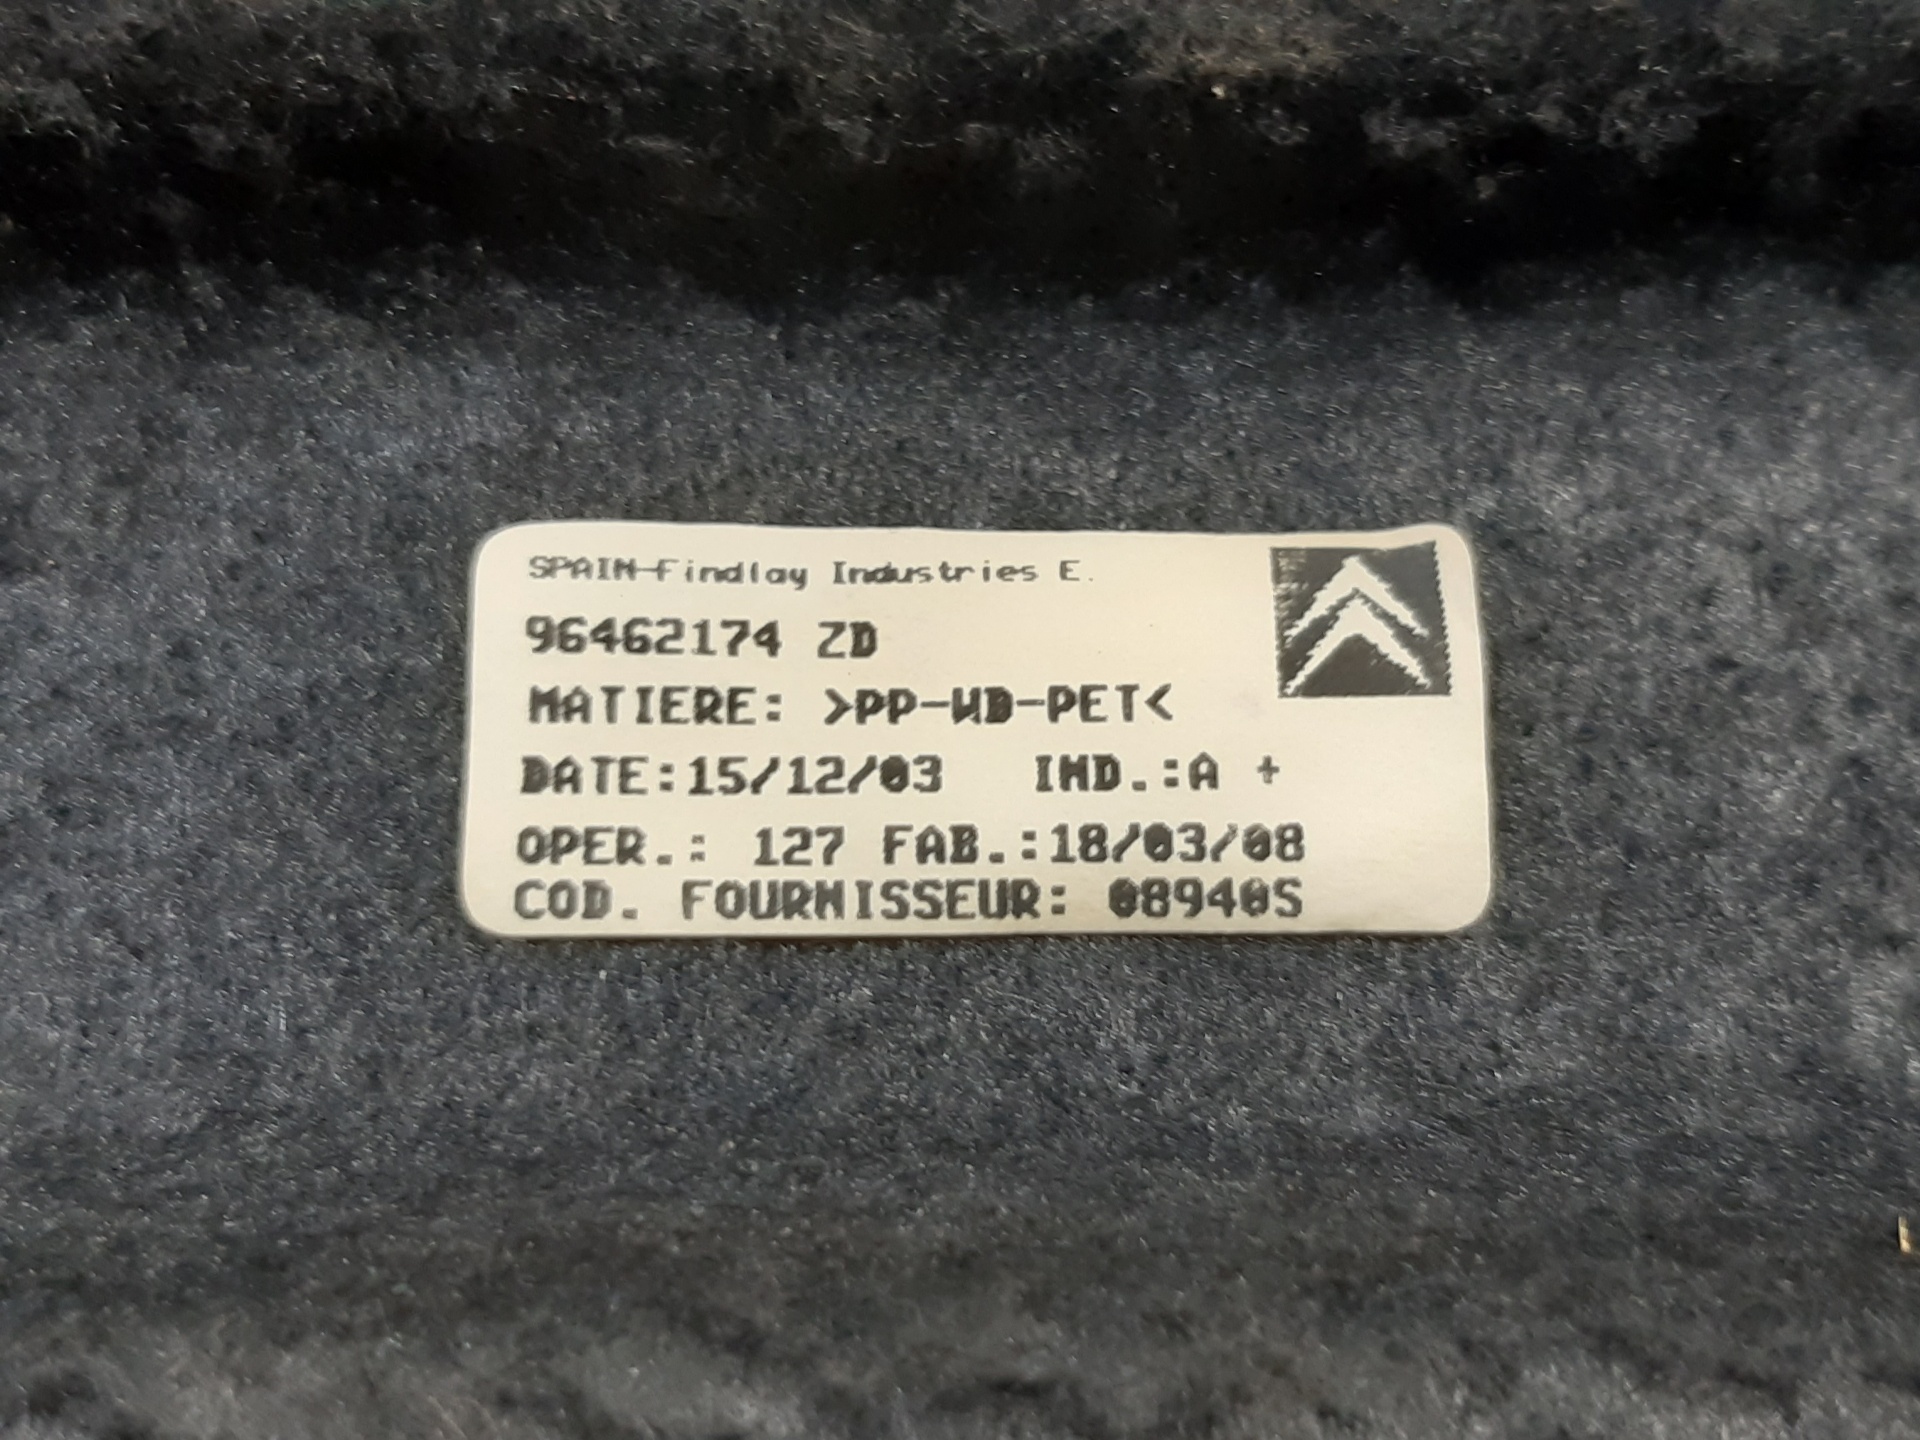 SPAIN-Findlay Industries E.
96462174 ZD
MATIERE: >PP-WD-PET<
DATE:15/12/03 IND.:A +
OPER.: 127 FAB.:18/03/08
COD. FOURNISSEUR: 08940S